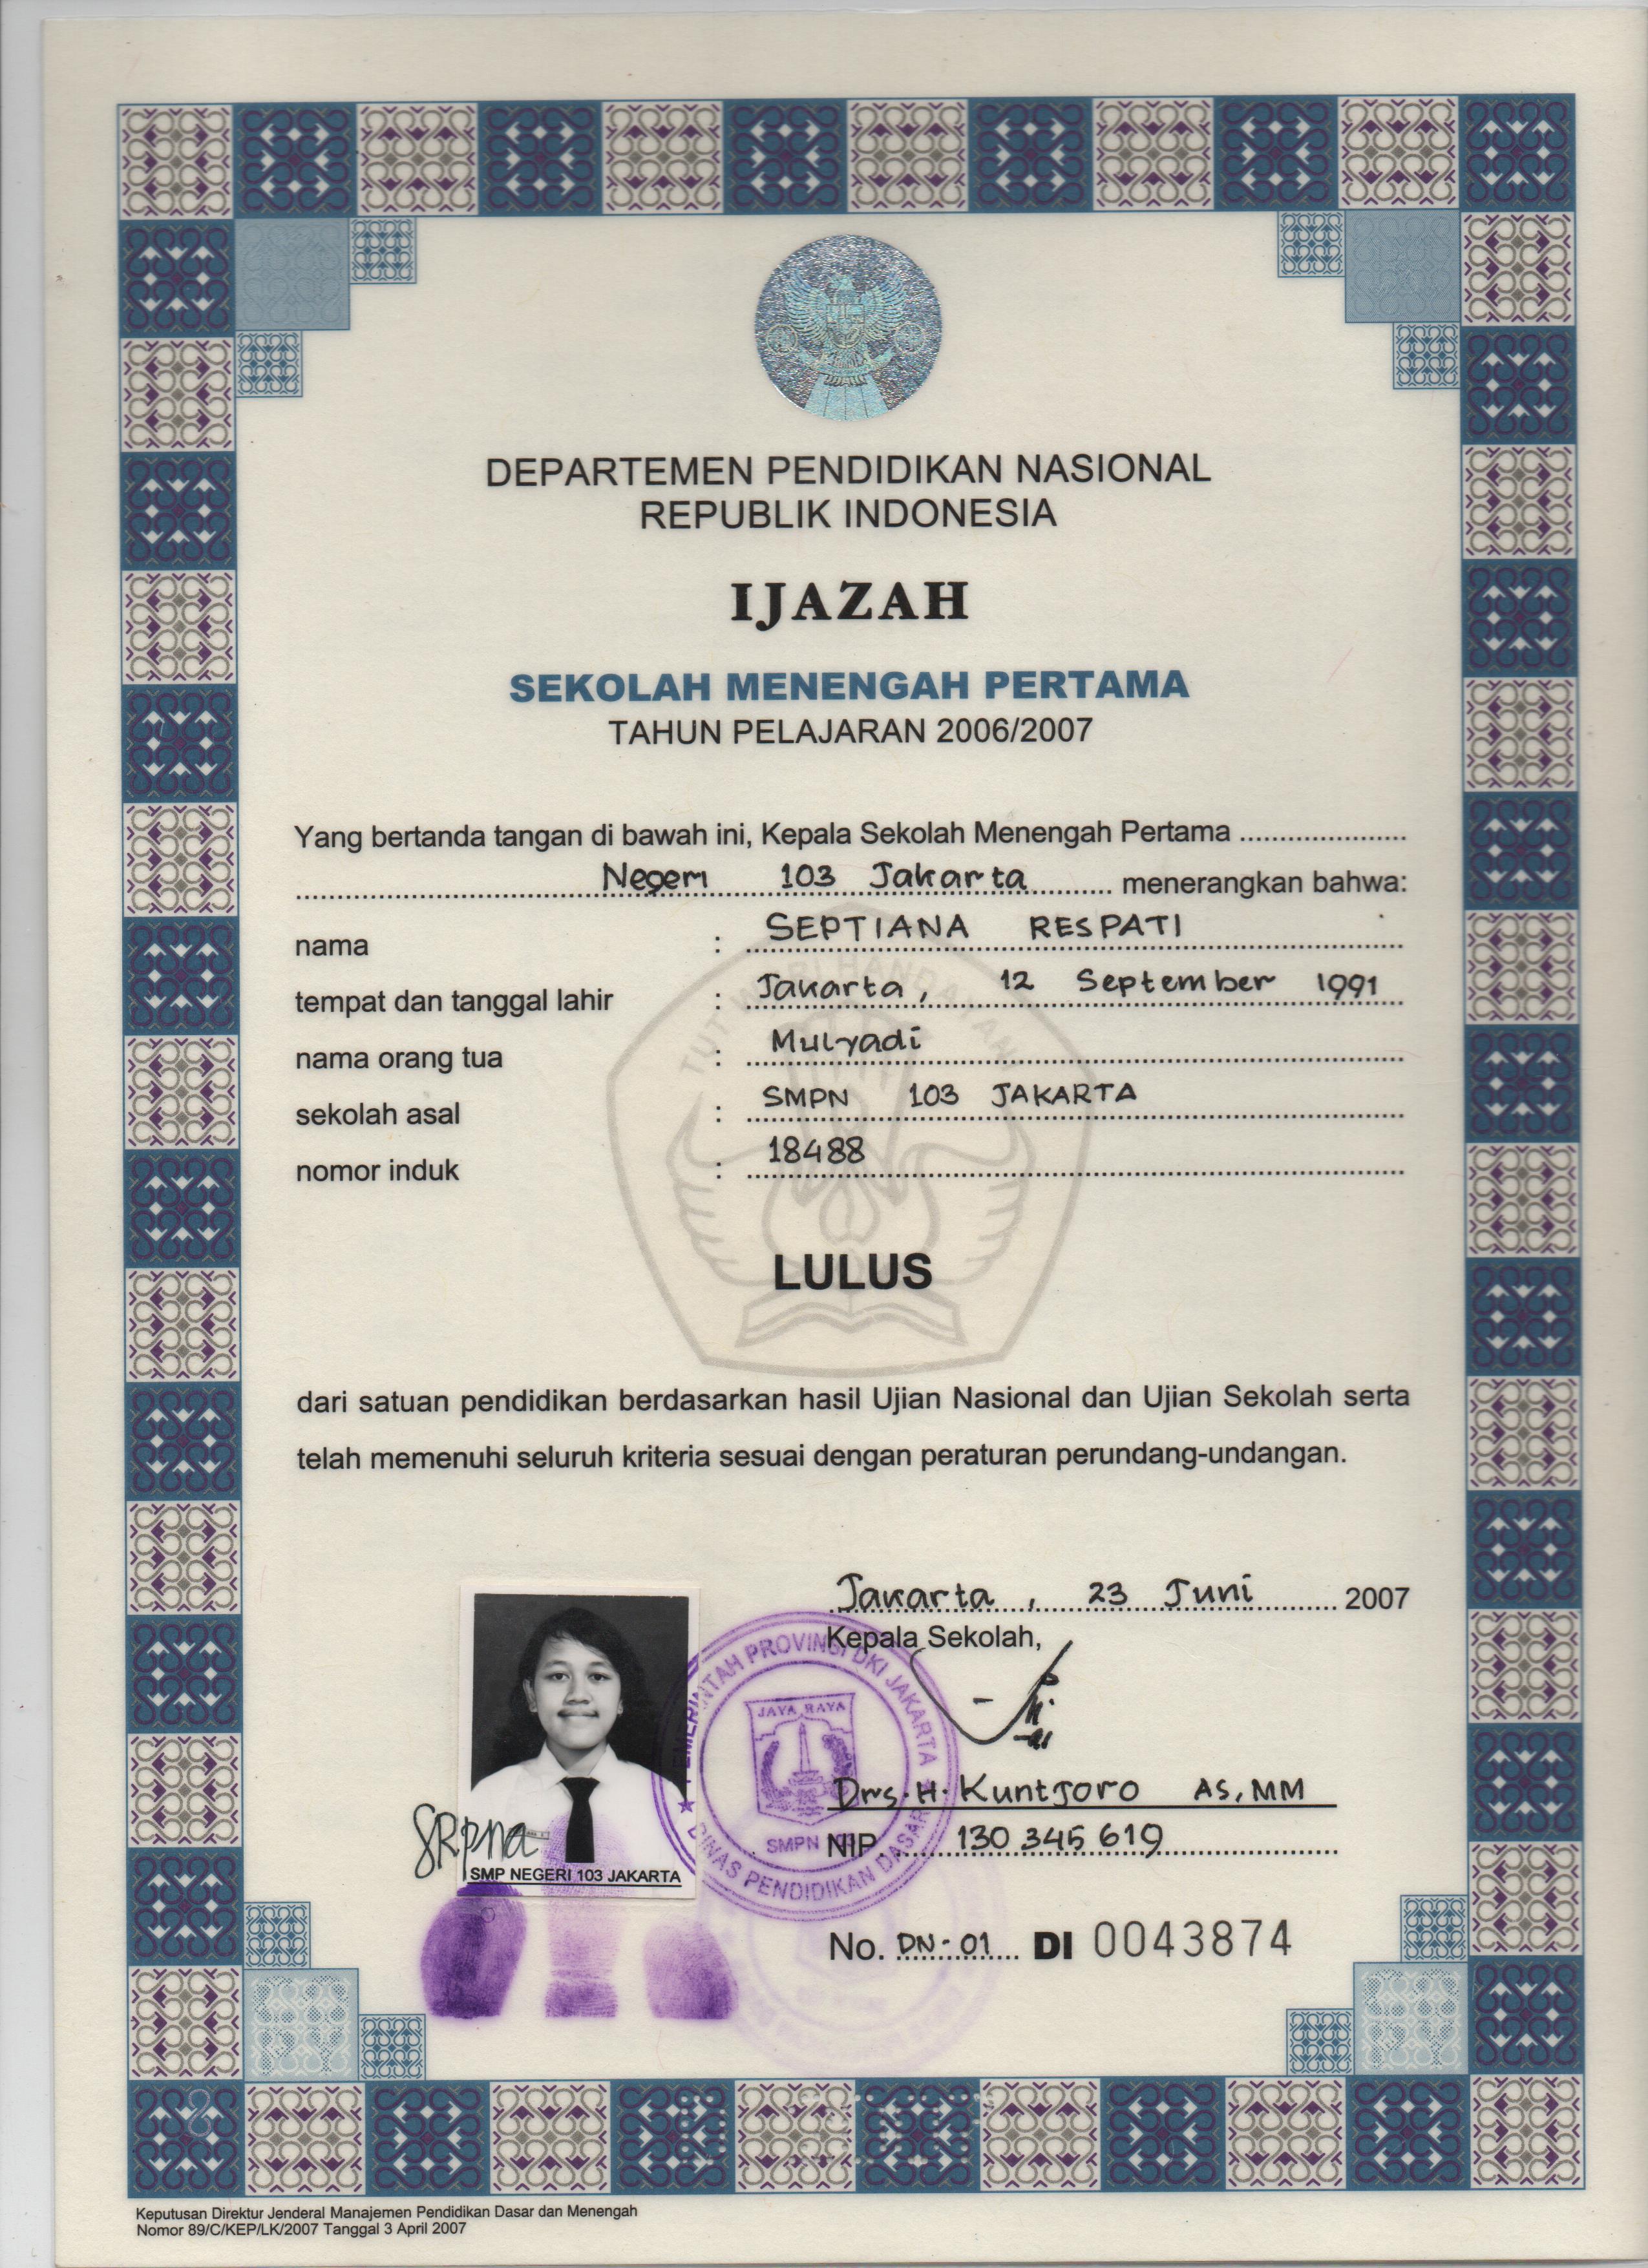 DEPARTEMEN PENDIDIKAN NASIONAL
REPUBLIK INDONESIA
IJAZAH
SEKOLAH MENENGAH PERTAMA
TAHUN PELAJARAN 2006/2007
Yang bertanda tangan di bawah ini, Kepala Sekolah Menengah Pertama
Negeri 103 Jakarta menerangkan bahwa:
nama : SEPTIANA RESPATI
tempat dan tanggal lahir : Jakarta, 12 September 1991
nama orang tua : Mulyadi
sekolah asal : SMPN 103 JAKARTA
nomor induk : 18488
TUT WURI HANDAYANI
LULUS
dari satuan pendidikan berdasarkan hasil Ujian Nasional dan Ujian Sekolah serta
telah memenuhi seluruh kriteria sesuai dengan peraturan perundang-undangan.
Jakarta, 23 Juni 2007
Kepala Sekolah,
PEMERINTAH PROVINSI DKI JAKARTA
JAYA RAYA
SMPN
DINAS PENDIDIKAN DASAR
Drs. H. Kuntjoro AS, MM
NIP. 130 345 619
SMP NEGERI 103 JAKARTA
No. DN-01 DI 0043874
Keputusan Direktur Jenderal Manajemen Pendidikan Dasar dan Menengah
Nomor 89/C/KEP/LK/2007 Tanggal 3 April 2007